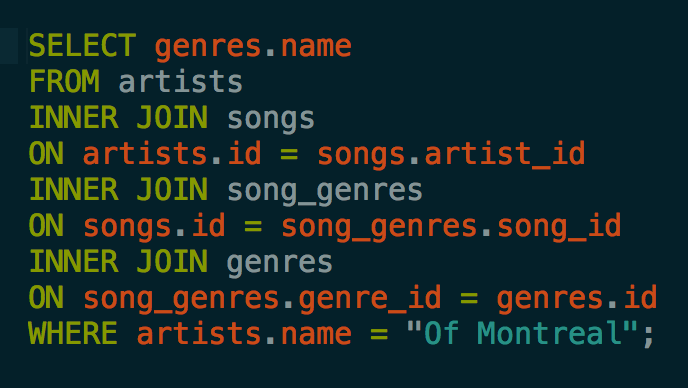 SELECT genres.name
FROM artists
INNER JOIN songs
ON artists.id = songs.artist_id
INNER JOIN song_genres
ON songs.id = song_genres.song_id
INNER JOIN genres
ON song_genres.genre_id = genres.id
WHERE artists.name = "Of Montreal";